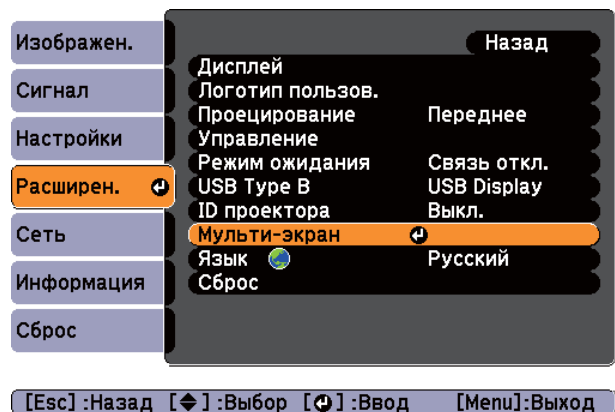 Изображен.
Сигнал
Настройки
Расширен.
Сеть
Информация
Сброс
Назад
Дисплей
Логотип пользов.
Проецирование Переднее
Управление
Режим ожидания Связь откл.
USB Type B USB Display
ID проектора Выкл.
Мульти-экран
Язык Русский
Сброс
[Esc] :Назад [◆] :Выбор [⏎] :Ввод [Menu]:Выход